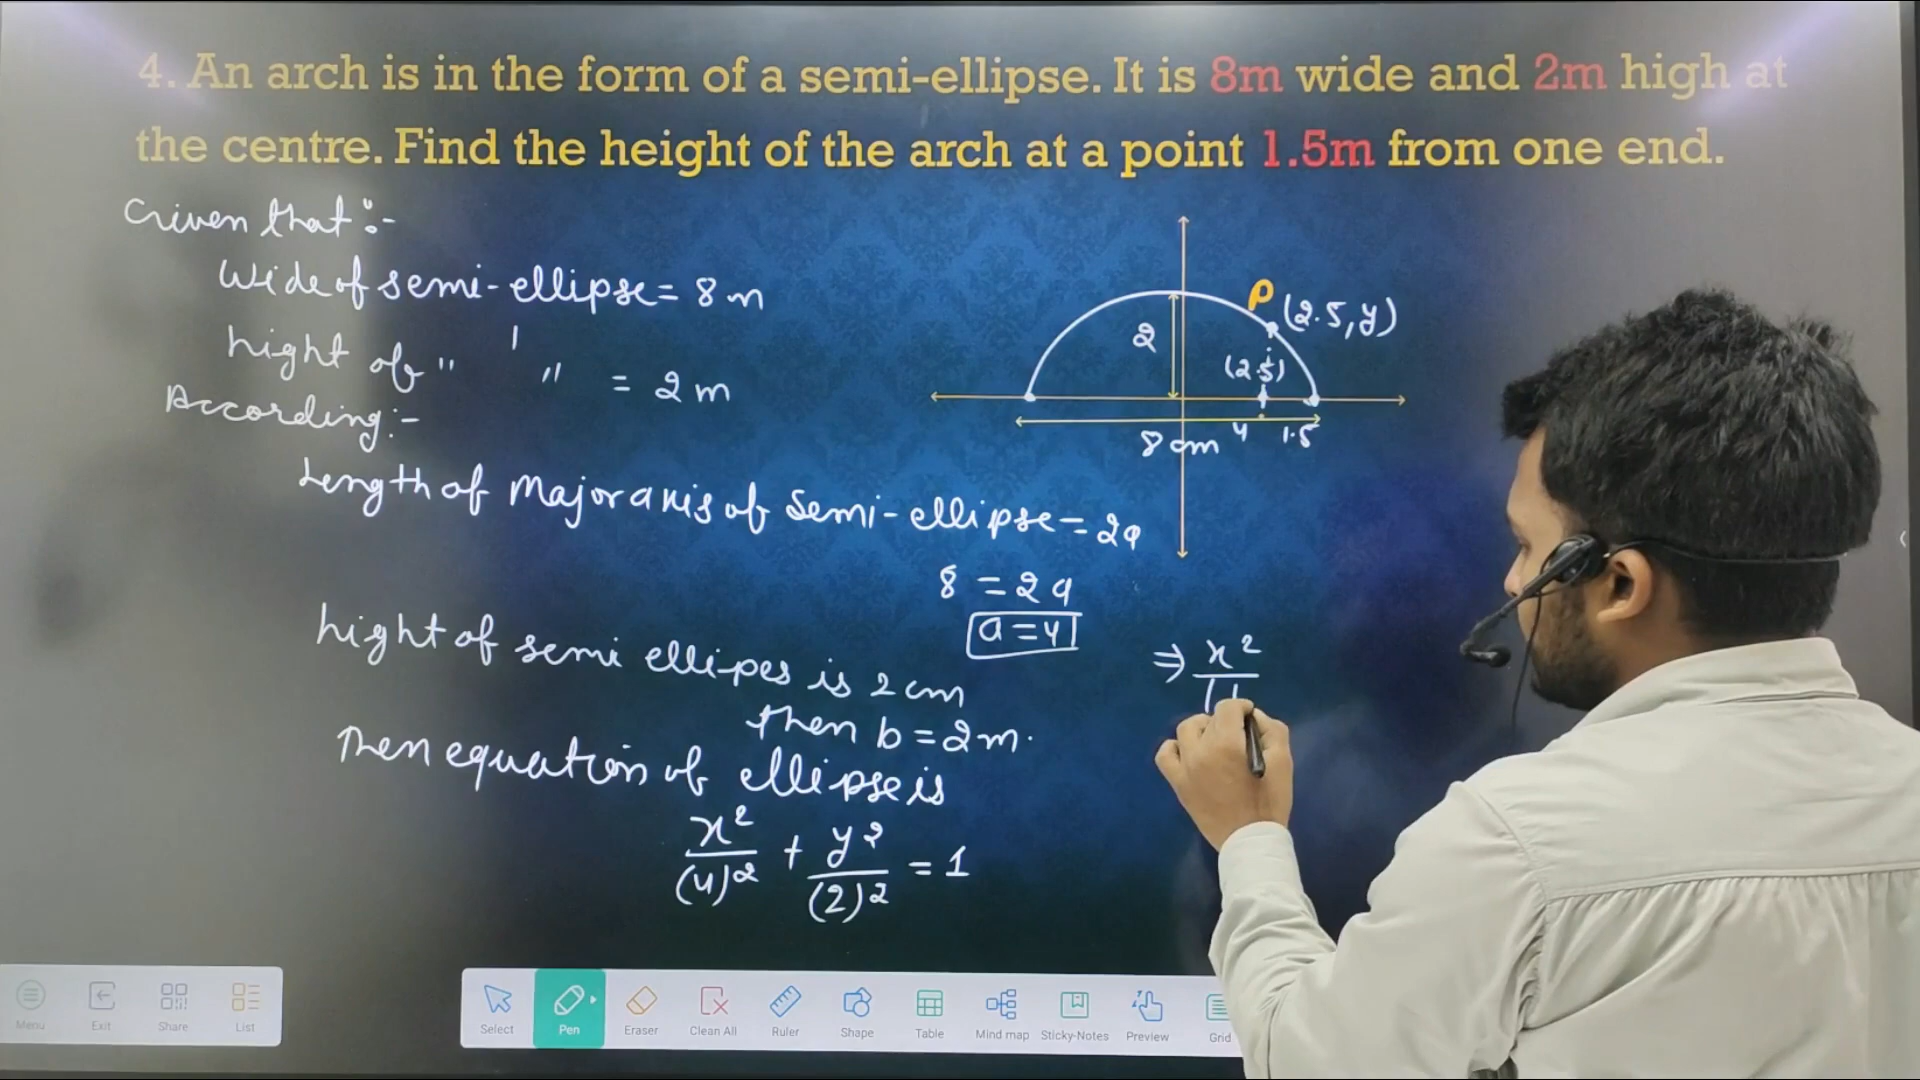 4. An arch is in the form of a semi-ellipse. It is 8m wide and 2m high at
the centre. Find the height of the arch at a point 1.5m from one end.
Given that :-
Wide of semi-ellipse = 8 m
hight of " " = 2 m
According:-
Length of Major axis of Semi-ellipse = 2a
8 = 2a
a = 4
hight of semi ellipes is 2 cm
then b = 2m.
Then equation of ellipse is
x²/(4)² + y²/(2)² = 1
P
(2.5, y)
2
(2.5)
8 cm
4
1.5
⇒ x²
Menu
Exit
Share
List
Select
Pen
Eraser
Clean All
Ruler
Shape
Table
Mind map
Sticky-Notes
Preview
Grid